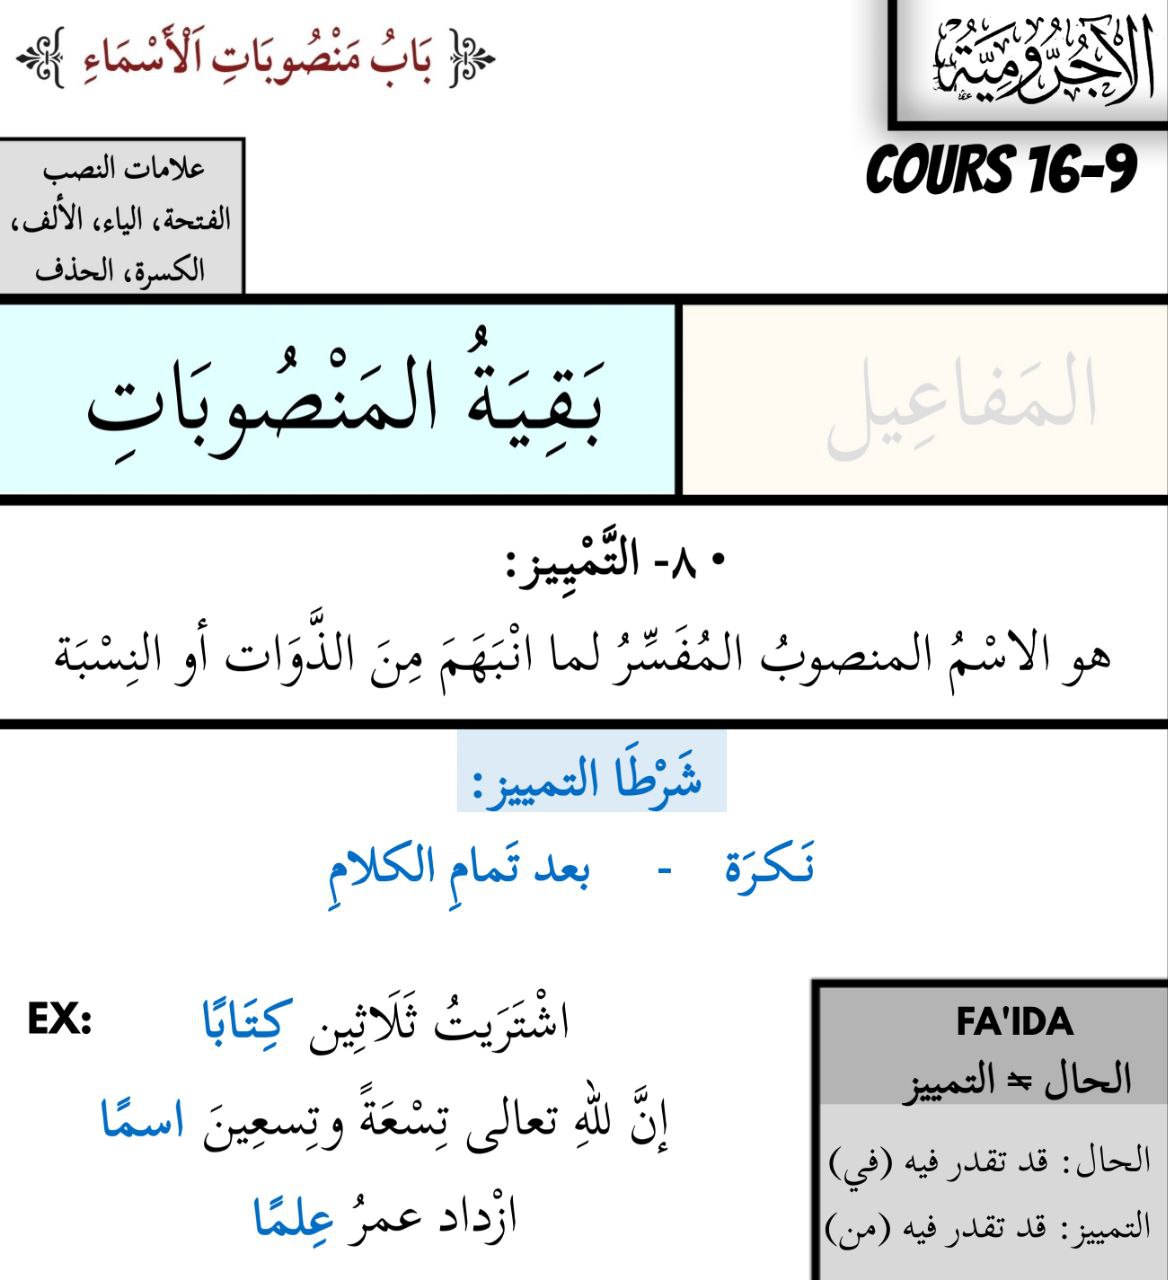 بَابُ مَنْصُوبَاتِ اَلْأَسْمَاءِ
الآجُرُّومِيَّة
COURS 16-9
علامات النصب
الفتحة، الياء، الألف،
الكسرة، الحذف
المَفاعِيل
بَقِيَةُ المَنْصُوبَاتِ
• ٨- التَّمْيِيز:
هو الاسْمُ المنصوبُ المُفَسِّرُ لما انْبَهَمَ مِنَ الذَّوَات أو النِسْبَة
شَرْطَا التمييز:
نَكرَة - بعد تَمامِ الكلامِ
EX:
اشْتَرَيتُ ثَلَاثِين كِتَابًا
إنَّ للهِ تعالى تِسْعَةً وتِسعِينَ اسمًا
ازْداد عمرُ عِلمًا
FA'IDA
الحال ≒ التمييز
الحال: قد تقدر فيه (في)
التمييز: قد تقدر فيه (من)